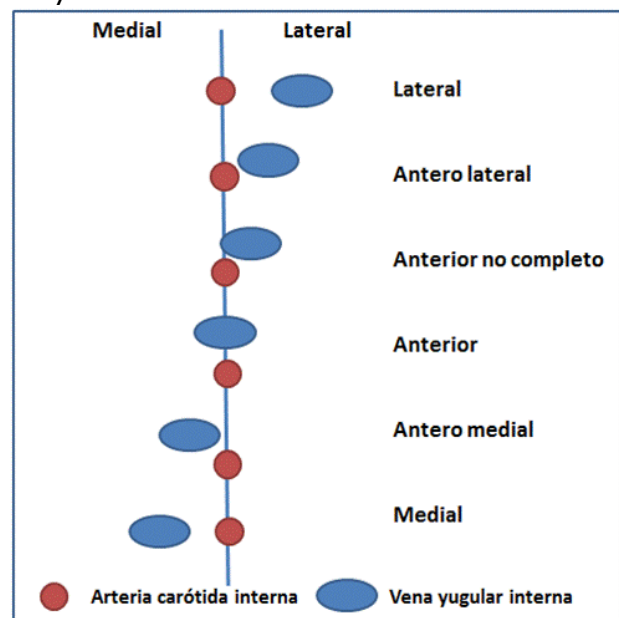 Medial Lateral
Lateral
Antero lateral
Anterior no completo
Anterior
Antero medial
Medial
Arteria carótida interna Vena yugular interna